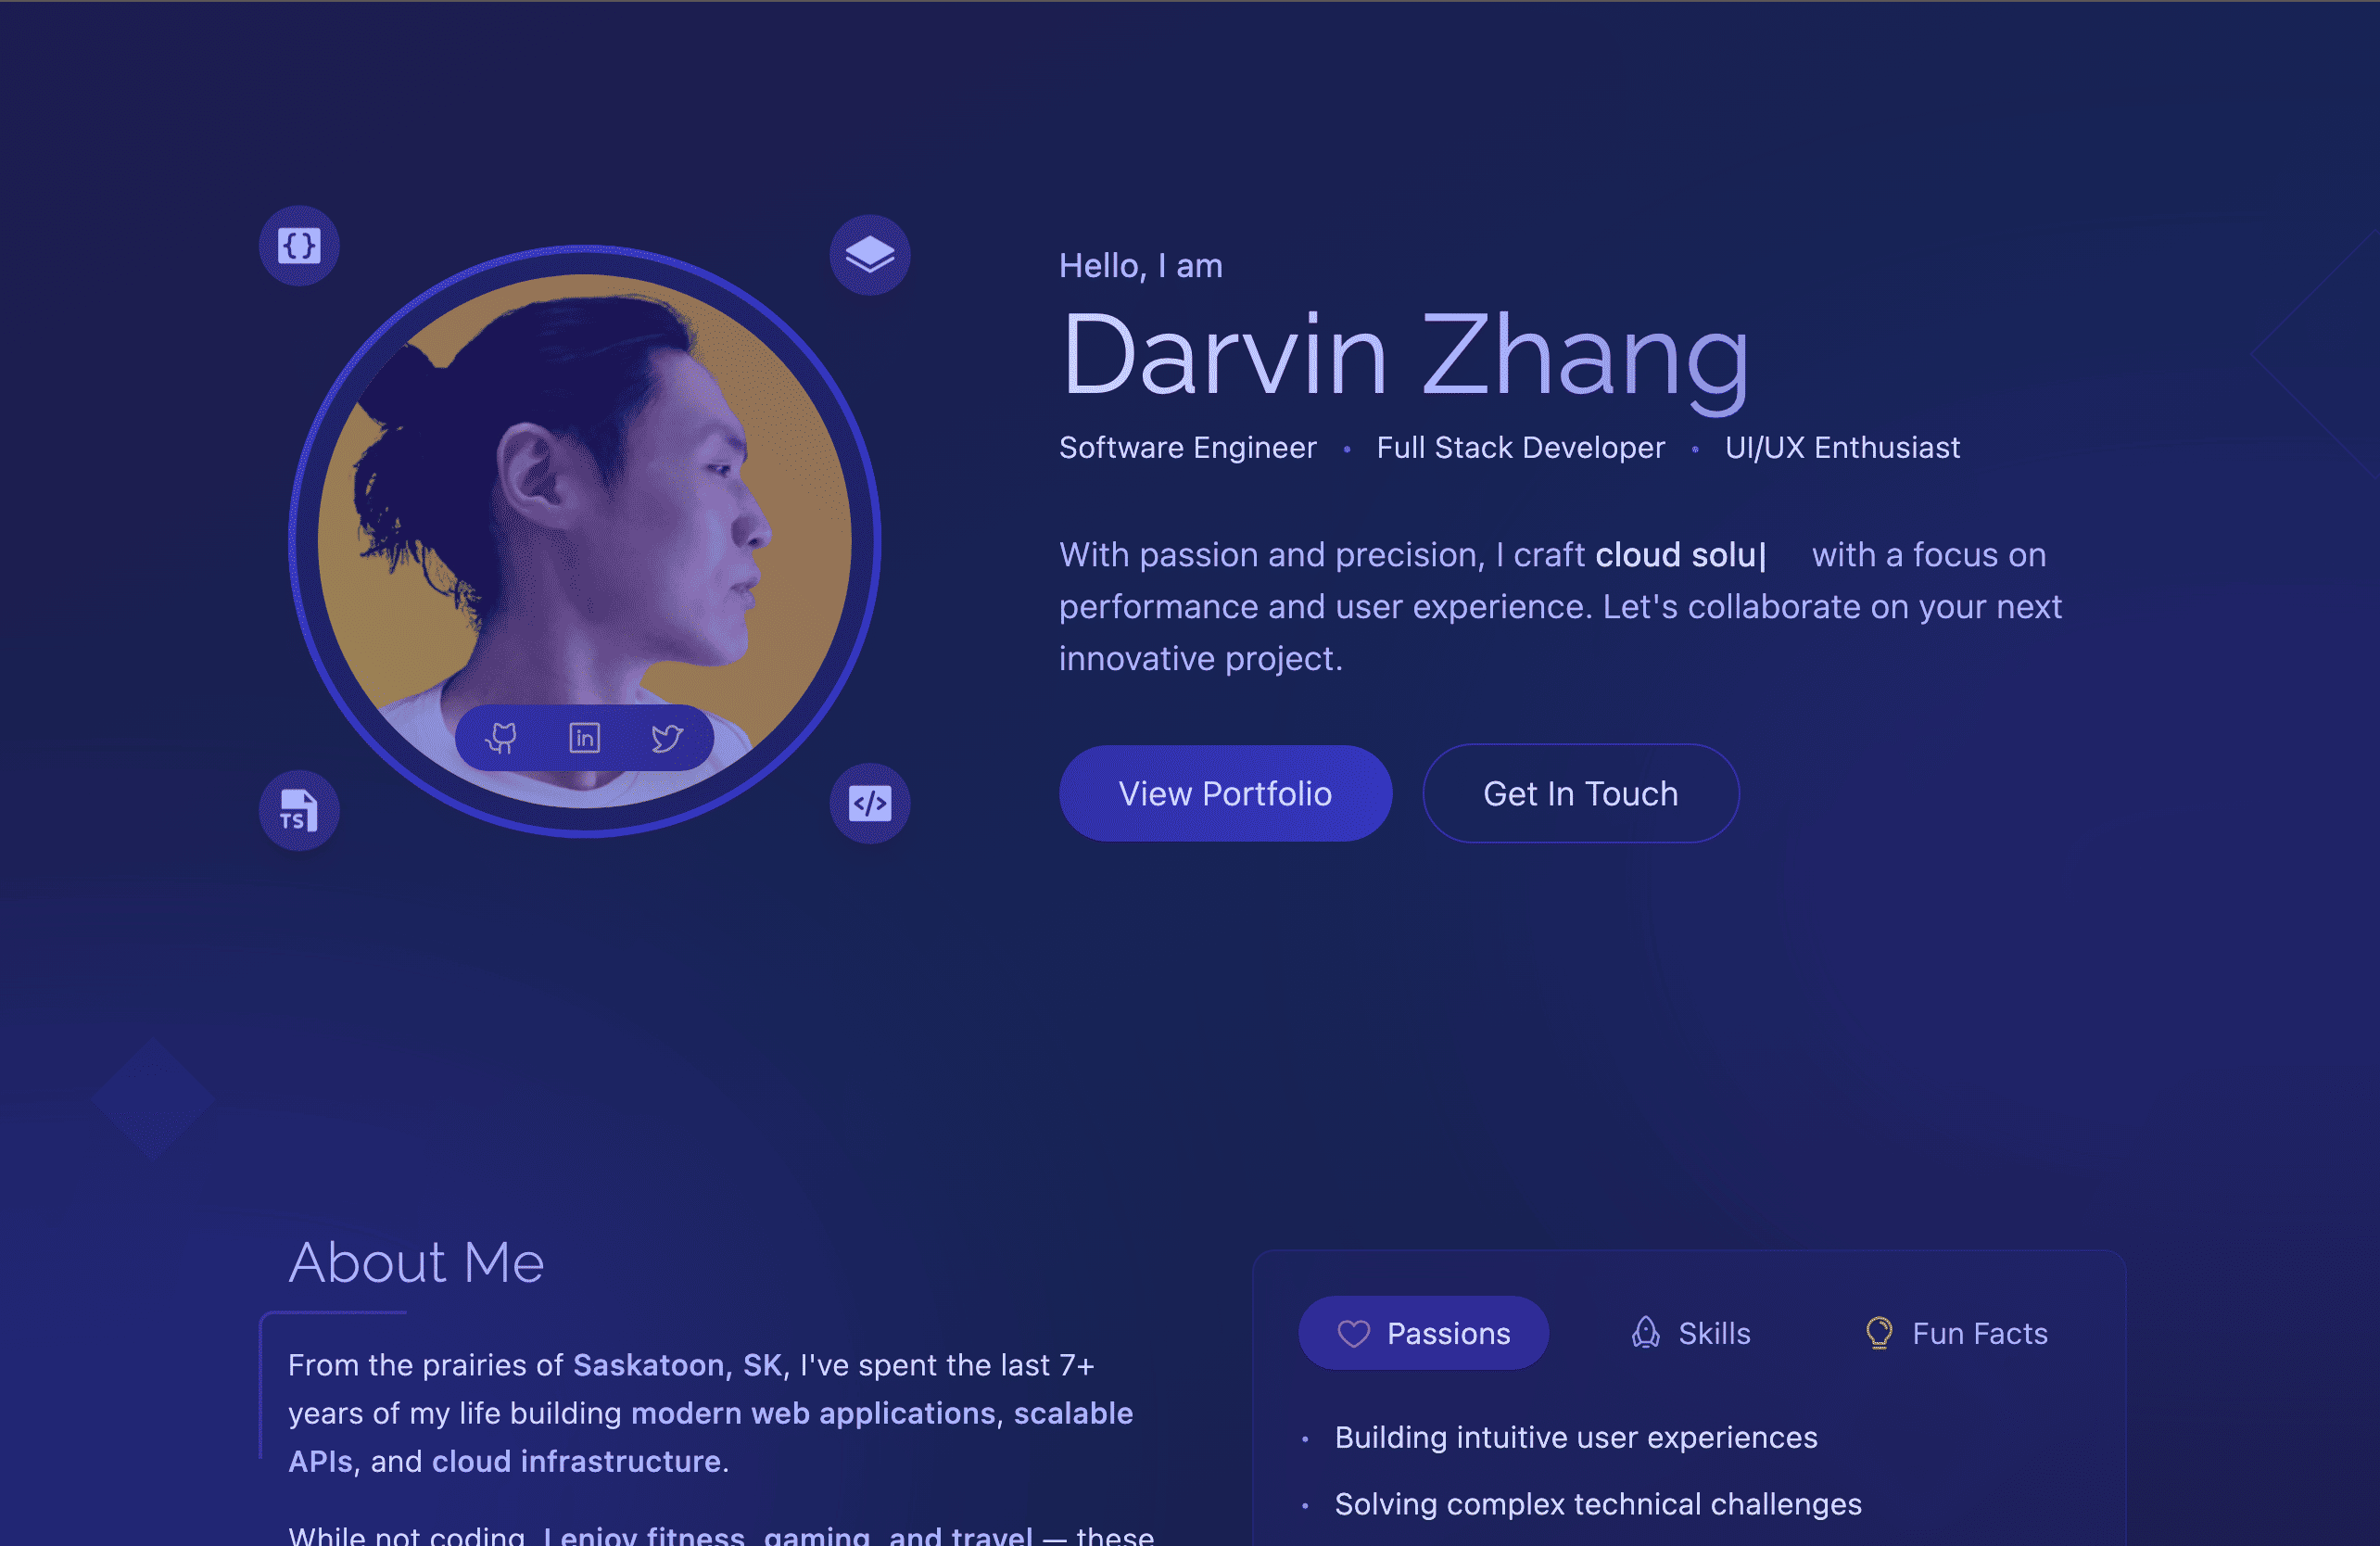 Hello, I am
Darvin Zhang
Software Engineer • Full Stack Developer • UI/UX Enthusiast
With passion and precision, I craft cloud solu| with a focus on
performance and user experience. Let's collaborate on your next
innovative project.
{}
TS
</>
in
View Portfolio
Get In Touch
About Me
From the prairies of Saskatoon, SK, I've spent the last 7+
years of my life building modern web applications, scalable
APIs, and cloud infrastructure.
While not coding, I enjoy fitness, gaming, and travel — these
Passions
Skills
Fun Facts
• Building intuitive user experiences
• Solving complex technical challenges